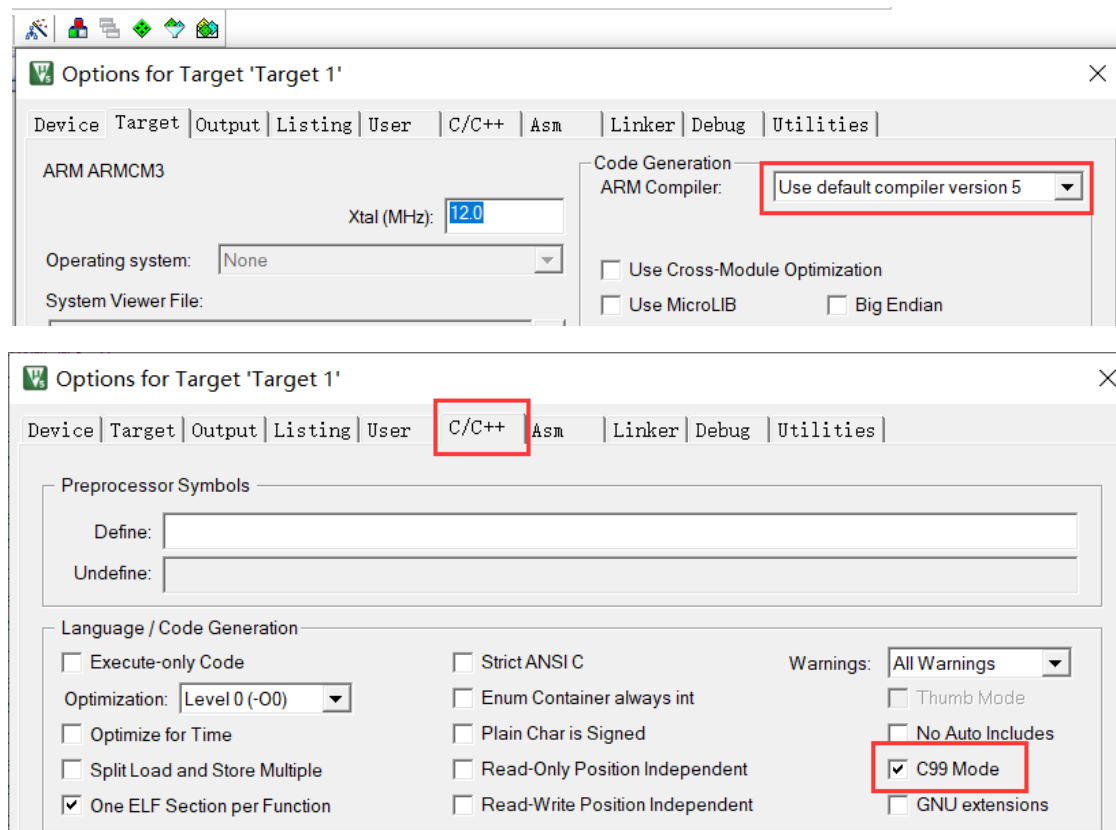 Options for Target 'Target 1'
Device Target Output Listing User C/C++ Asm Linker Debug Utilities
ARM ARMCM3
Xtal (MHz): 12.0
Operating system: None
System Viewer File:
Code Generation
ARM Compiler: Use default compiler version 5
Use Cross-Module Optimization
Use MicroLIB Big Endian
Options for Target 'Target 1'
Device Target Output Listing User C/C++ Asm Linker Debug Utilities
Preprocessor Symbols
Define:
Undefine:
Language / Code Generation
Execute-only Code Strict ANSI C Warnings: All Warnings
Optimization: Level 0 (-O0) Enum Container always int Thumb Mode
Optimize for Time Plain Char is Signed No Auto Includes
Split Load and Store Multiple Read-Only Position Independent C99 Mode
One ELF Section per Function Read-Write Position Independent GNU extensions